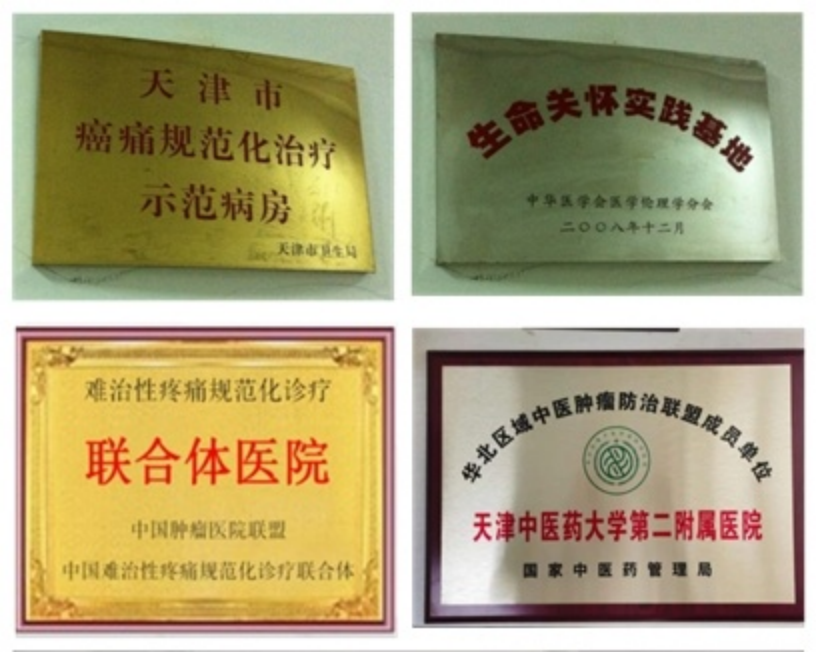 天津市
癌痛规范化治疗
示范病房
天津市卫生局
生命关怀实践基地
中华医学会医学伦理学分会
二〇〇八年十二月
难治性疼痛规范化诊疗
联合体医院
中国肿瘤医院联盟
中国难治性疼痛规范化诊疗联合体
华北区域中医肿瘤防治联盟成员单位
天津中医药大学第二附属医院
国家中医药管理局